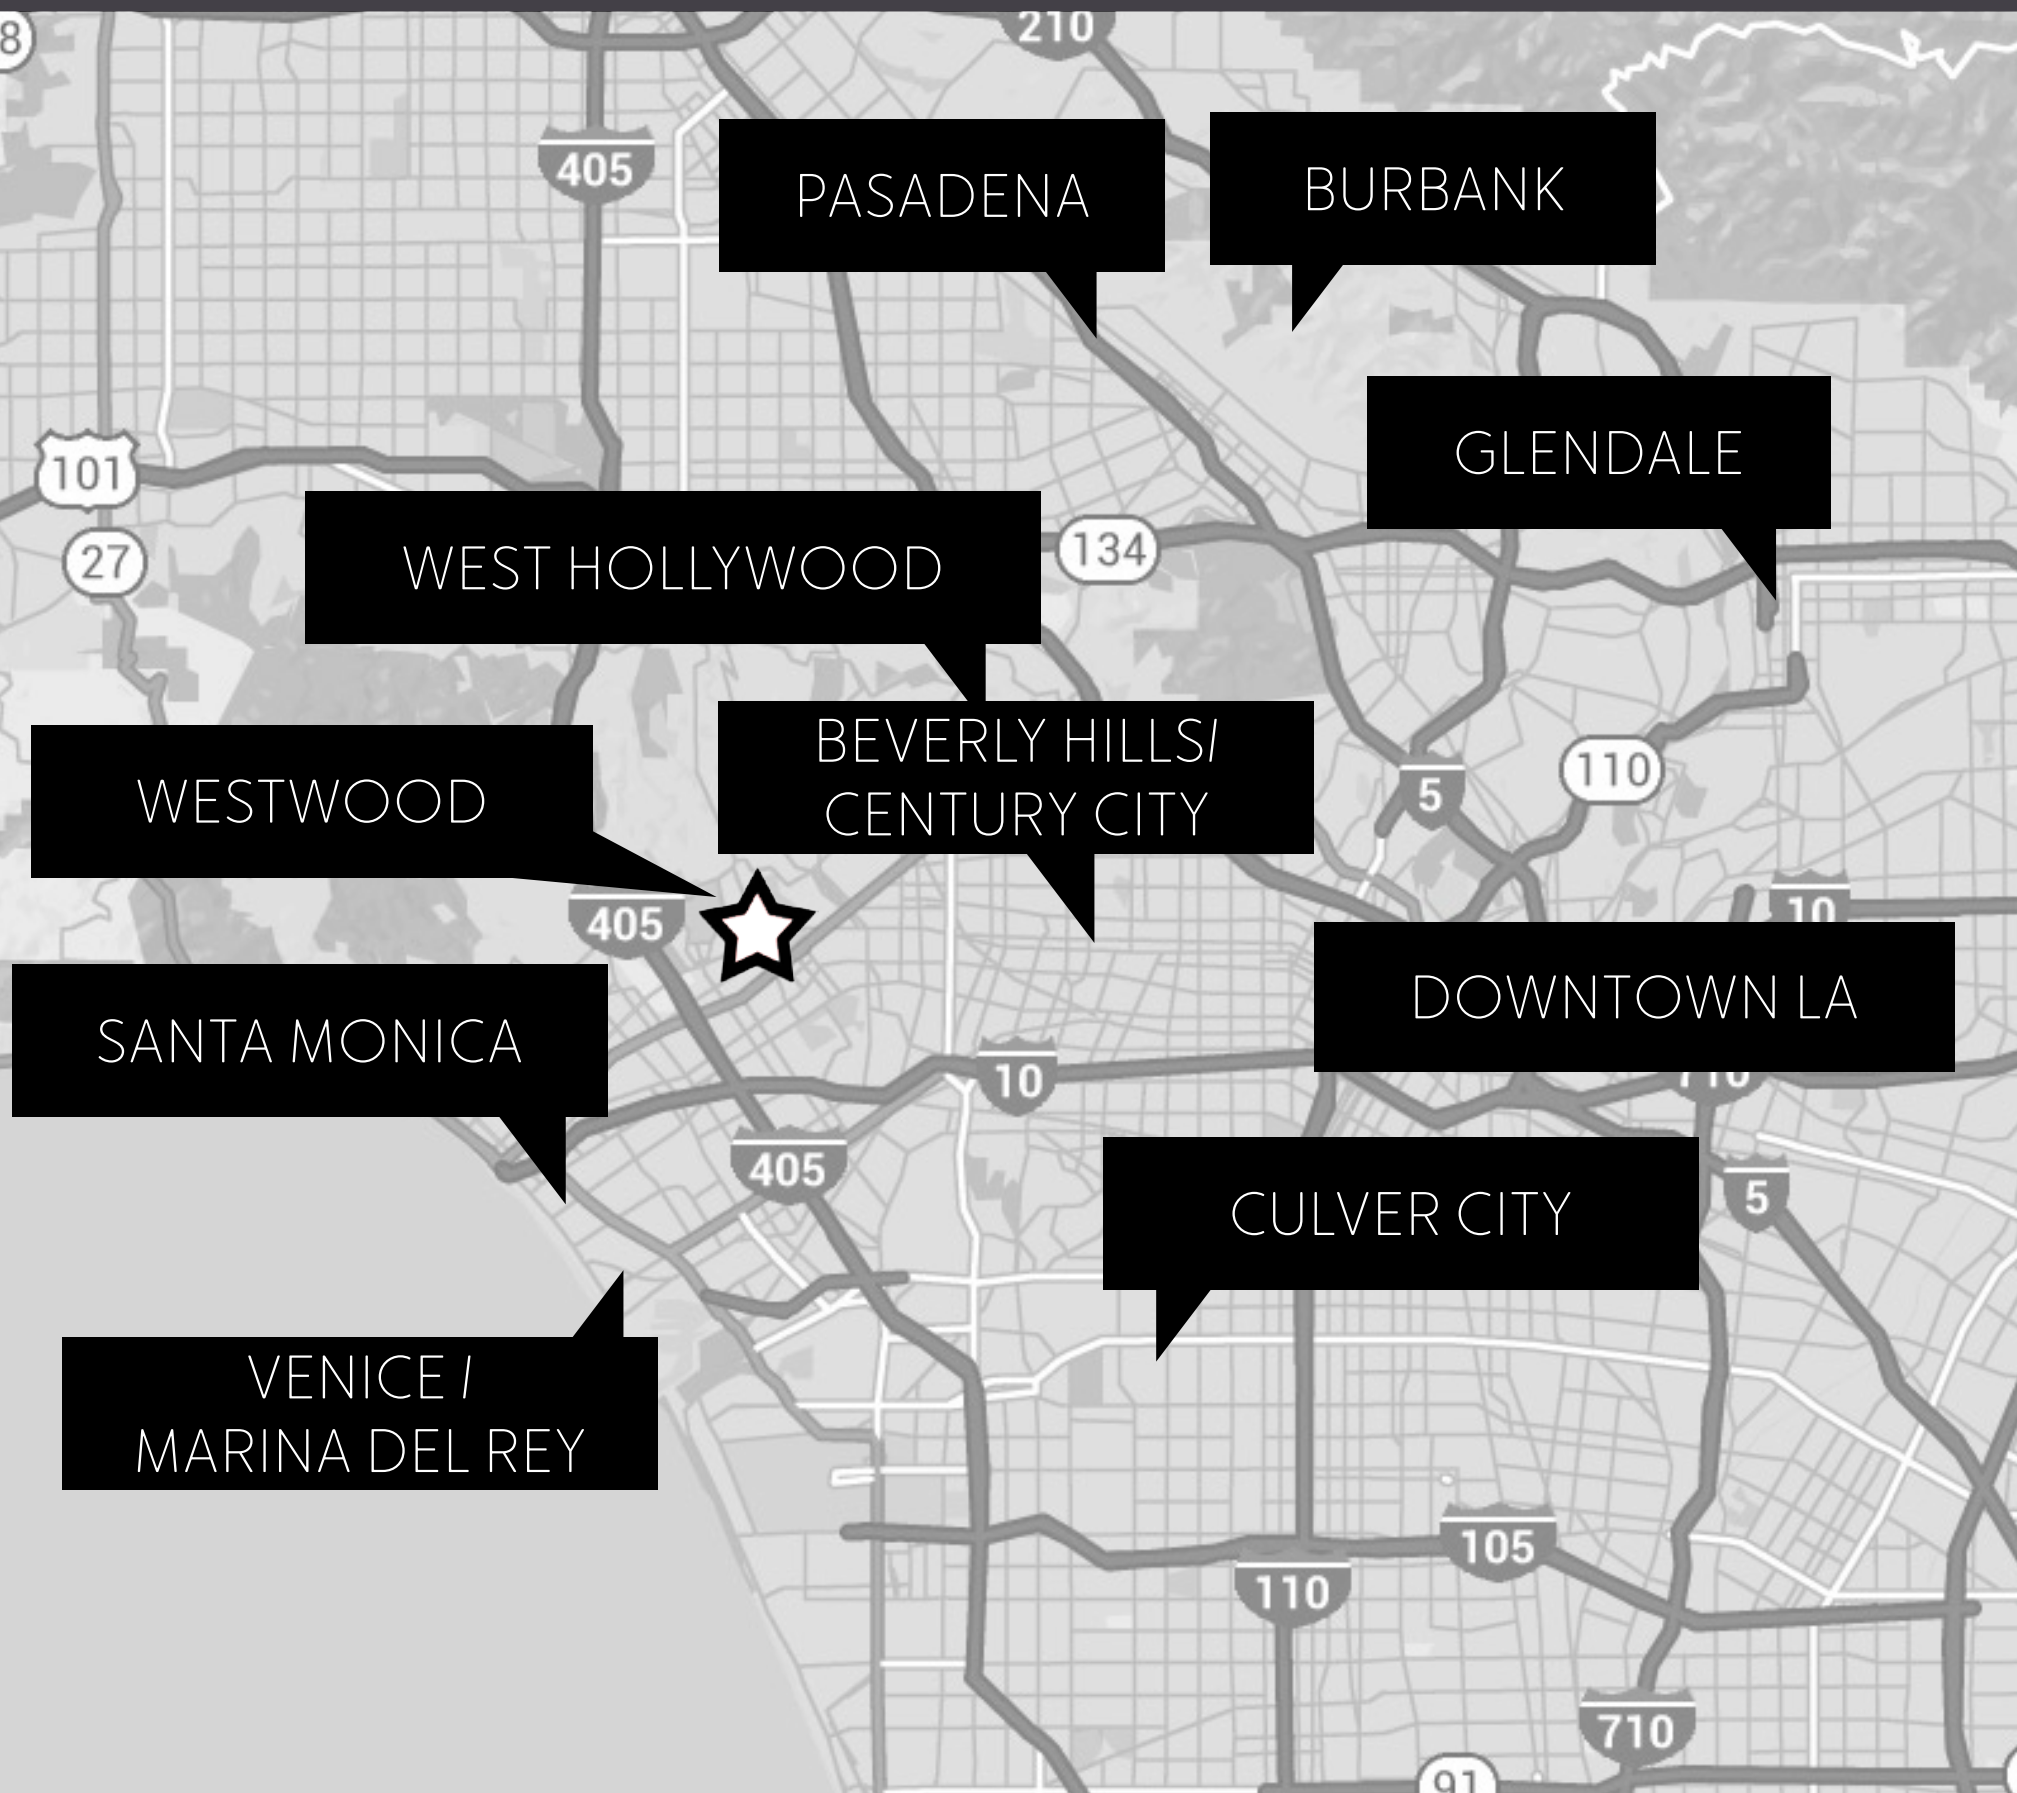 8
210
405
PASADENA
BURBANK
GLENDALE
101
27
WEST HOLLYWOOD
134
BEVERLY HILLS/
CENTURY CITY
WESTWOOD
5
110
405
10
SANTA MONICA
DOWNTOWN LA
10
710
405
CULVER CITY
5
VENICE /
MARINA DEL REY
105
110
710
91